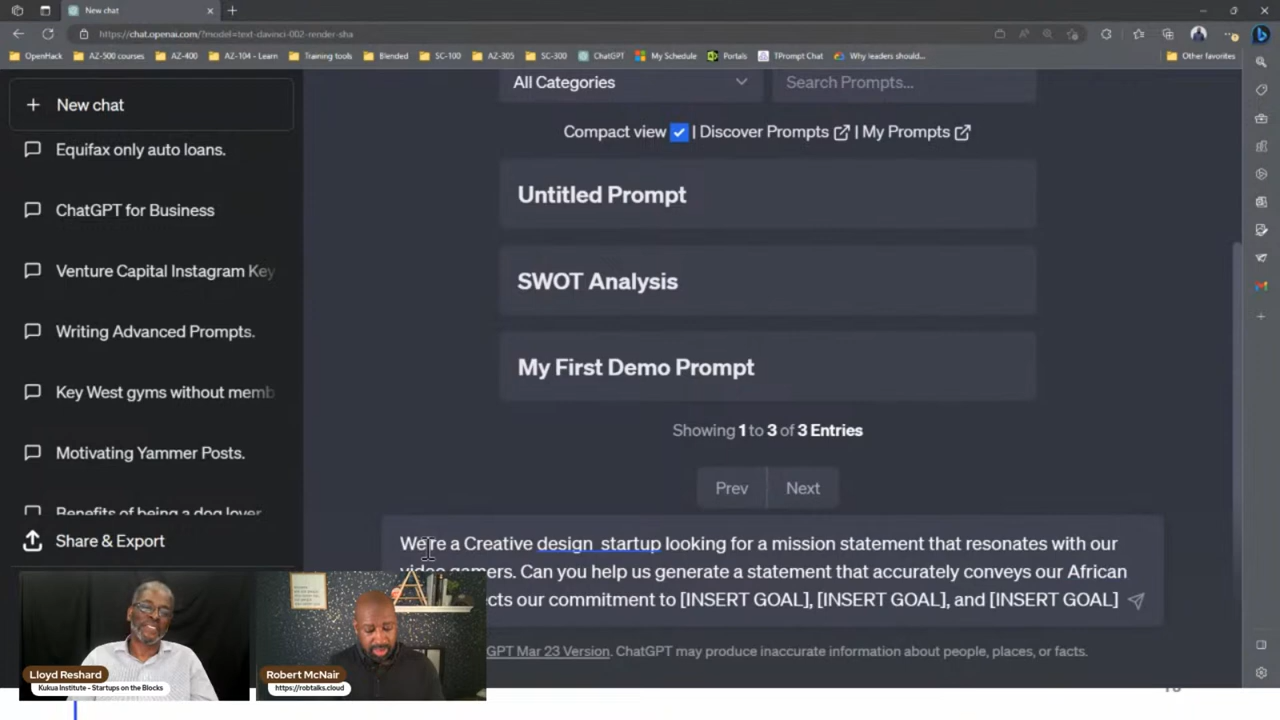 New chat
https://chat.openai.com/?model=text-davinci-002-render-sha
OpenHack AZ-500 courses AZ-400 AZ-104 - Learn Training tools Blended SC-100 AZ-305 SC-300 ChatGPT My Schedule Portals TPrompt Chat Why leaders should... Other favorites
+ New chat
Equifax only auto loans.
ChatGPT for Business
Venture Capital Instagram Key
Writing Advanced Prompts.
Key West gyms without memb
Motivating Yammer Posts.
Benefits of being a dog lover
Share & Export
All Categories
Search Prompts...
Compact view | Discover Prompts | My Prompts
Untitled Prompt
SWOT Analysis
My First Demo Prompt
Showing 1 to 3 of 3 Entries
Prev Next
We're a Creative design startup looking for a mission statement that resonates with our
video gamers. Can you help us generate a statement that accurately conveys our African
cts our commitment to [INSERT GOAL], [INSERT GOAL], and [INSERT GOAL]
GPT Mar 23 Version. ChatGPT may produce inaccurate information about people, places, or facts.
Lloyd Reshard
Kukua Institute - Startups on the Blocks
Robert McNair
https://robtalks.cloud